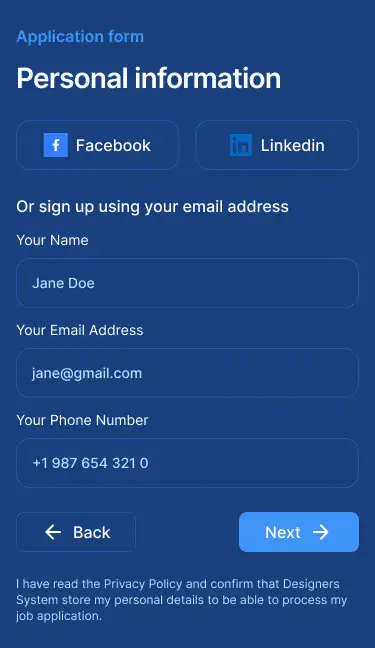 Application form
Personal information
Facebook
Linkedin
Or sign up using your email address
Your Name
Jane Doe
Your Email Address
jane@gmail.com
Your Phone Number
+1 987 654 321 0
Back
Next
I have read the Privacy Policy and confirm that Designers
System store my personal details to be able to process my
job application.